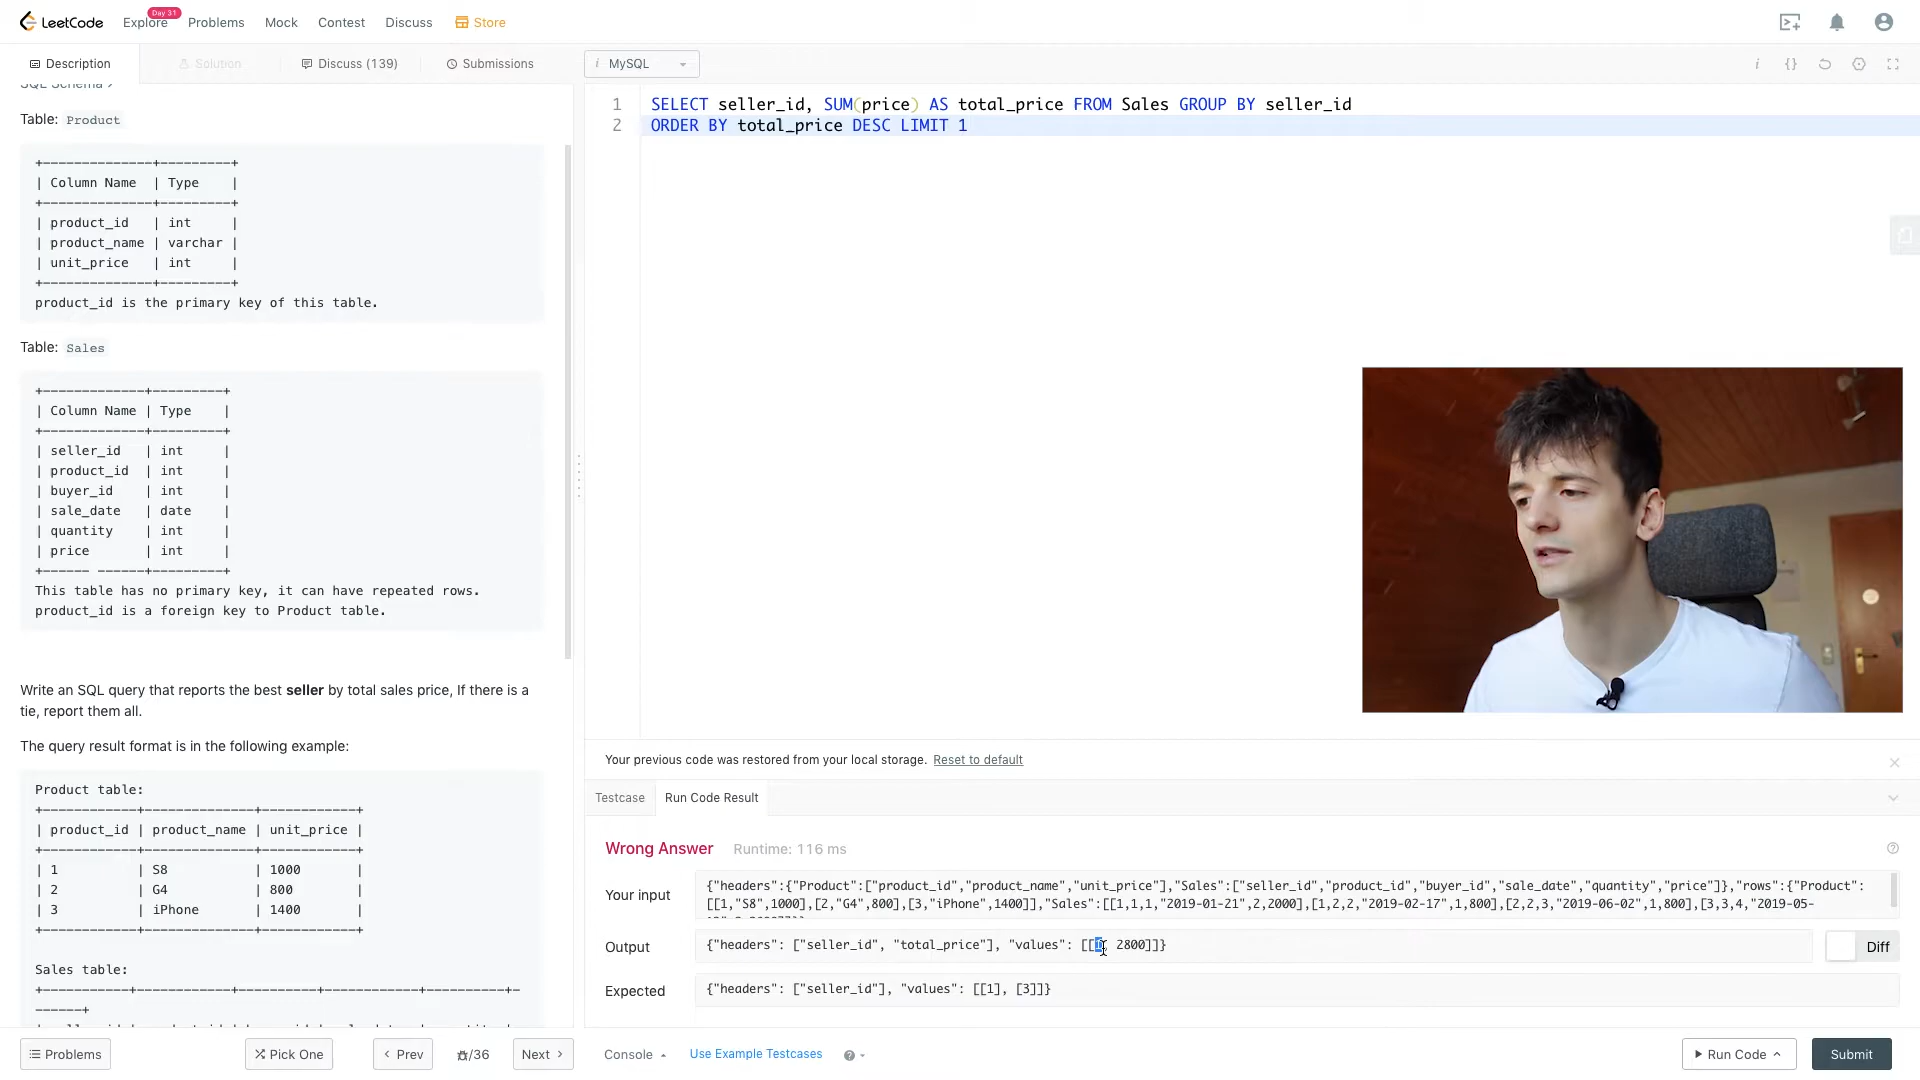 LeetCode
Explore
Day 31
Problems
Mock
Contest
Discuss
Store
Description
Solution
Discuss (139)
Submissions
i MySQL
i {}
SQL Schema
Table: Product
+--------------+---------+
| Column Name  | Type    |
+--------------+---------+
| product_id   | int     |
| product_name | varchar |
| unit_price   | int     |
+--------------+---------+
product_id is the primary key of this table.
Table: Sales
+-------------+---------+
| Column Name | Type    |
+-------------+---------+
| seller_id   | int     |
| product_id  | int     |
| buyer_id    | int     |
| sale_date   | date    |
| quantity    | int     |
| price       | int     |
+------ ------+---------+
This table has no primary key, it can have repeated rows.
product_id is a foreign key to Product table.
Write an SQL query that reports the best seller by total sales price, If there is a
tie, report them all.
The query result format is in the following example:
Product table:
+------------+--------------+------------+
| product_id | product_name | unit_price |
+------------+--------------+------------+
| 1          | S8           | 1000       |
| 2          | G4           | 800        |
| 3          | iPhone       | 1400       |
+------------+--------------+------------+
Sales table:
+-----------+------------+----------+------------+----------+-
------+
1 SELECT seller_id, SUM(price) AS total_price FROM Sales GROUP BY seller_id
2 ORDER BY total_price DESC LIMIT 1
Your previous code was restored from your local storage. Reset to default
Testcase
Run Code Result
Wrong Answer
Runtime: 116 ms
Your input
{"headers":{"Product":["product_id","product_name","unit_price"],"Sales":["seller_id","product_id","buyer_id","sale_date","quantity","price"]},"rows":{"Product":
[[1,"S8",1000],[2,"G4",800],[3,"iPhone",1400]],"Sales":[[1,1,1,"2019-01-21",2,2000],[1,2,2,"2019-02-17",1,800],[2,2,3,"2019-06-02",1,800],[3,3,4,"2019-05-
Output
{"headers": ["seller_id", "total_price"], "values": [[1, 2800]]}
Diff
Expected
{"headers": ["seller_id"], "values": [[1], [3]]}
Problems
Pick One
Prev
/36
Next
Console
Use Example Testcases
Run Code
Submit